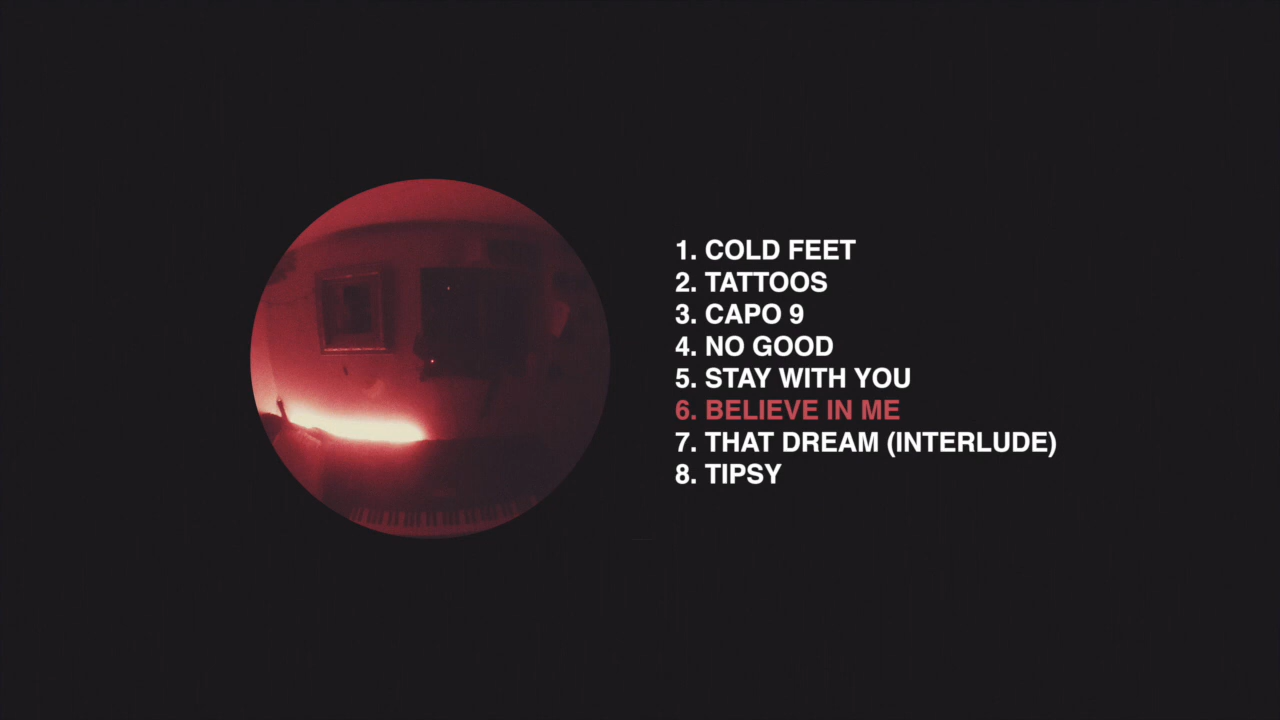 1. COLD FEET
2. TATTOOS
3. CAPO 9
4. NO GOOD
5. STAY WITH YOU
6. BELIEVE IN ME
7. THAT DREAM (INTERLUDE)
8. TIPSY